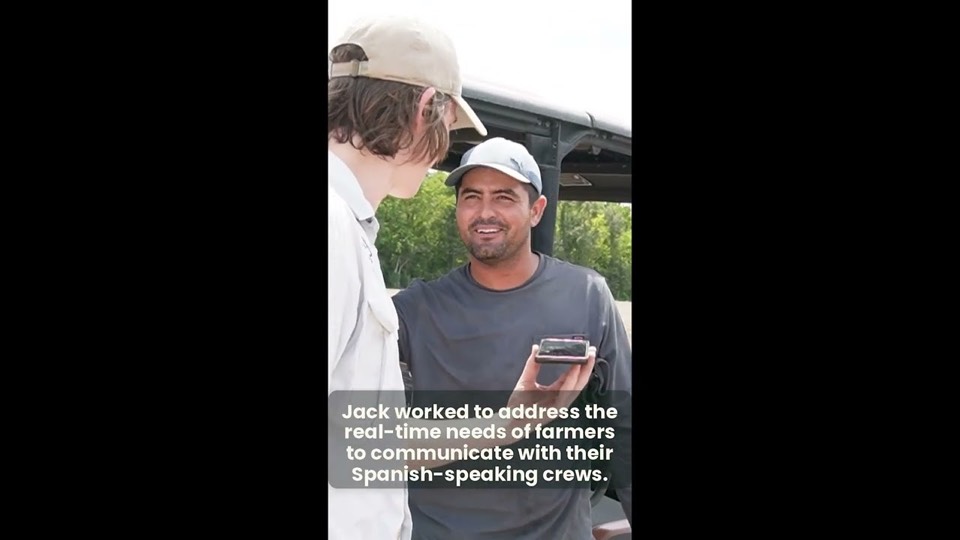 Jack worked to address the
real-time needs of farmers
to communicate with their
Spanish-speaking crews.